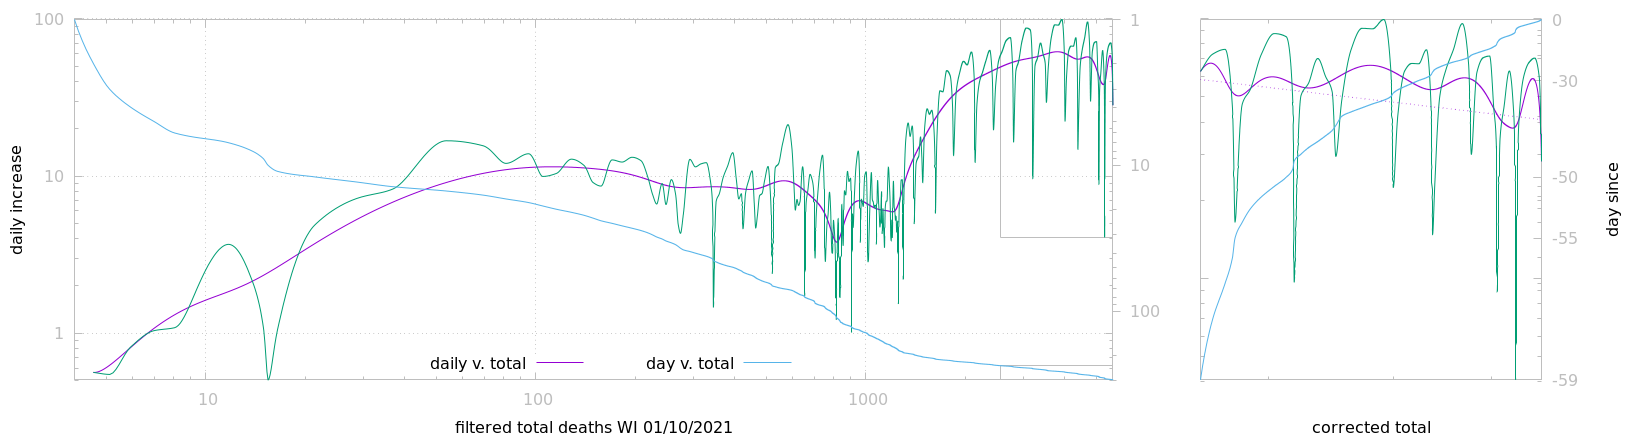 100
10
1
daily increase
10
100
1000
filtered total deaths WI 01/10/2021
daily v. total
day v. total
1
10
100
0
-30
-50
-55
-59
day since
corrected total